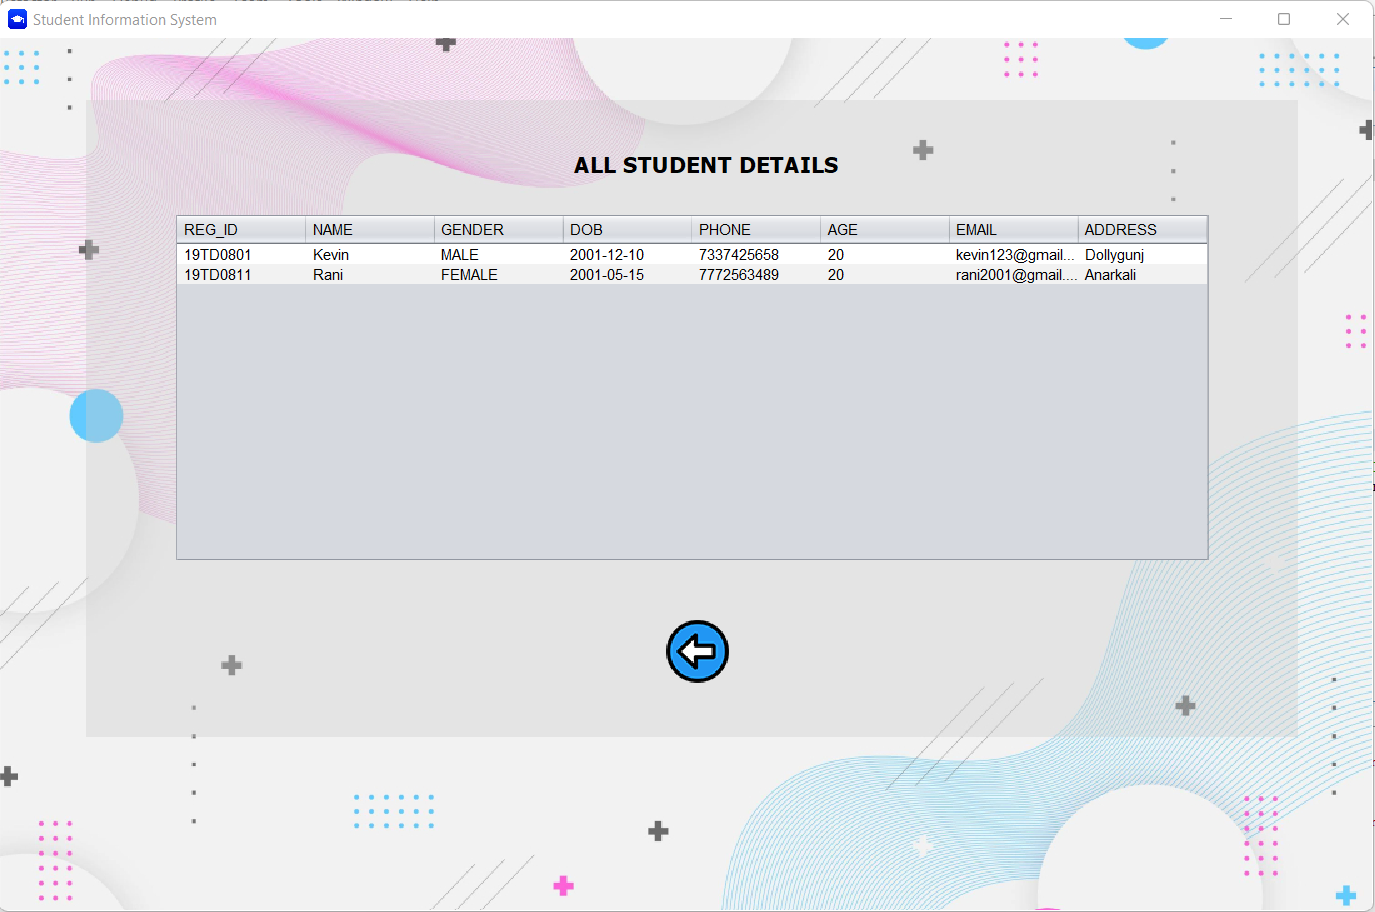 Student Information System
ALL STUDENT DETAILS
REG_ID NAME GENDER DOB PHONE AGE EMAIL ADDRESS
19TD0801 Kevin MALE 2001-12-10 7337425658 20 kevin123@gmail... Dollygunj
19TD0811 Rani FEMALE 2001-05-15 7772563489 20 rani2001@gmail.... Anarkali